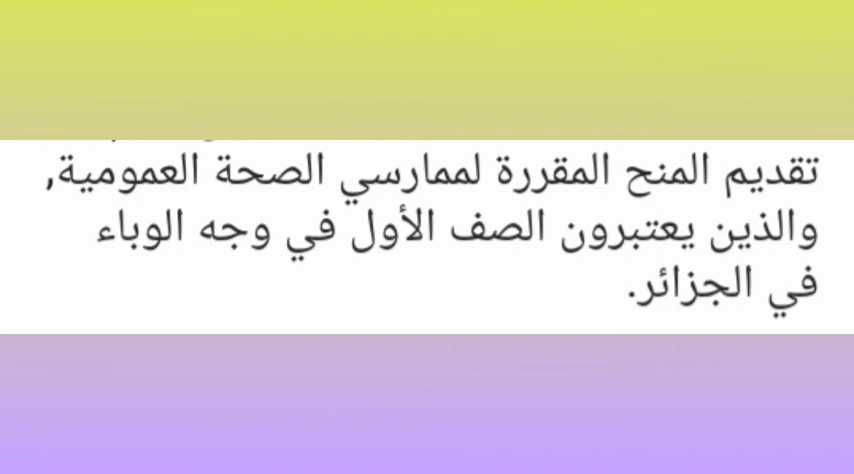 تقديم المنح المقررة لممارسي الصحة العمومية,
والذين يعتبرون الصف الأول في وجه الوباء
في الجزائر.